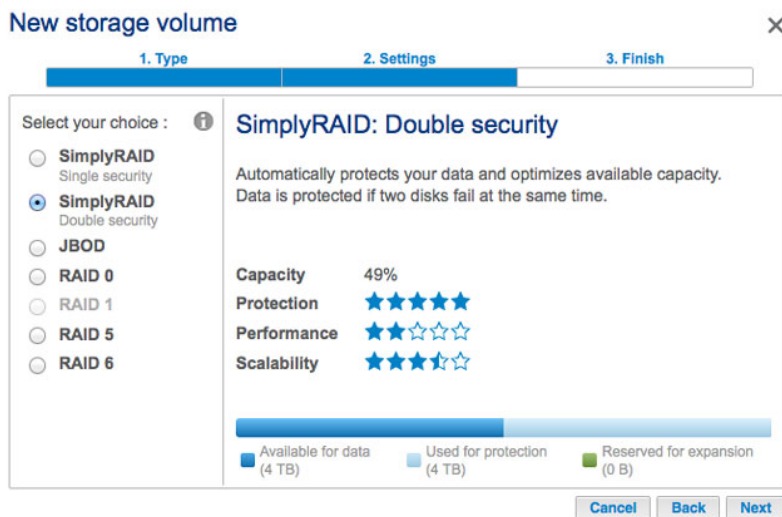 New storage volume
1. Type
2. Settings
3. Finish
Select your choice :
SimplyRAID
Single security
SimplyRAID
Double security
JBOD
RAID 0
RAID 1
RAID 5
RAID 6
SimplyRAID: Double security
Automatically protects your data and optimizes available capacity.
Data is protected if two disks fail at the same time.
Capacity 49%
Protection
Performance
Scalability
Available for data
(4 TB)
Used for protection
(4 TB)
Reserved for expansion
(0 B)
Cancel
Back
Next